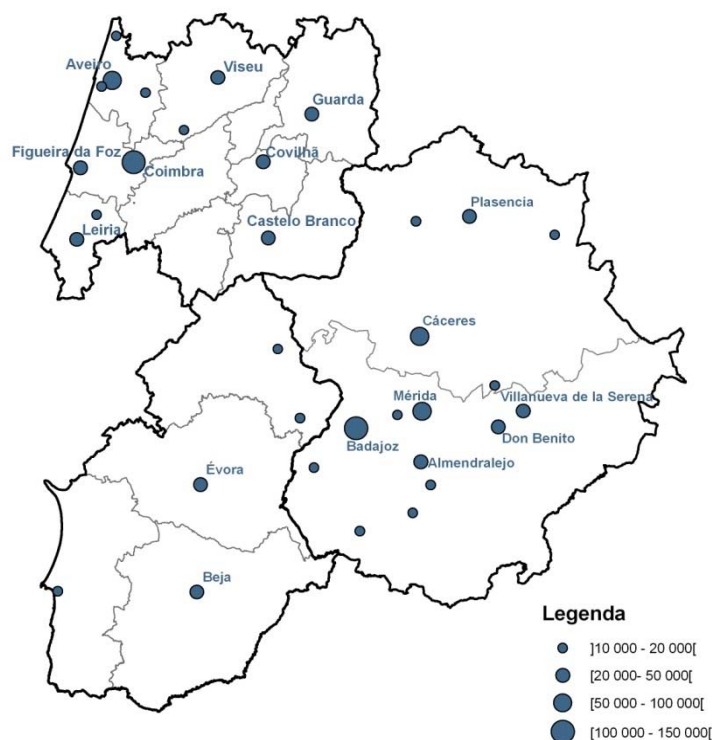 Aveiro
Viseu
Guarda
Figueira da Foz
Coimbra
Covilhã
Leiria
Castelo Branco
Plasencia
Cáceres
Mérida
Villanueva de la Serena
Badajoz
Don Benito
Almendralejo
Évora
Beja
Legenda
]10 000 - 20 000[
[20 000- 50 000[
[50 000 - 100 000[
[100 000 - 150 000[